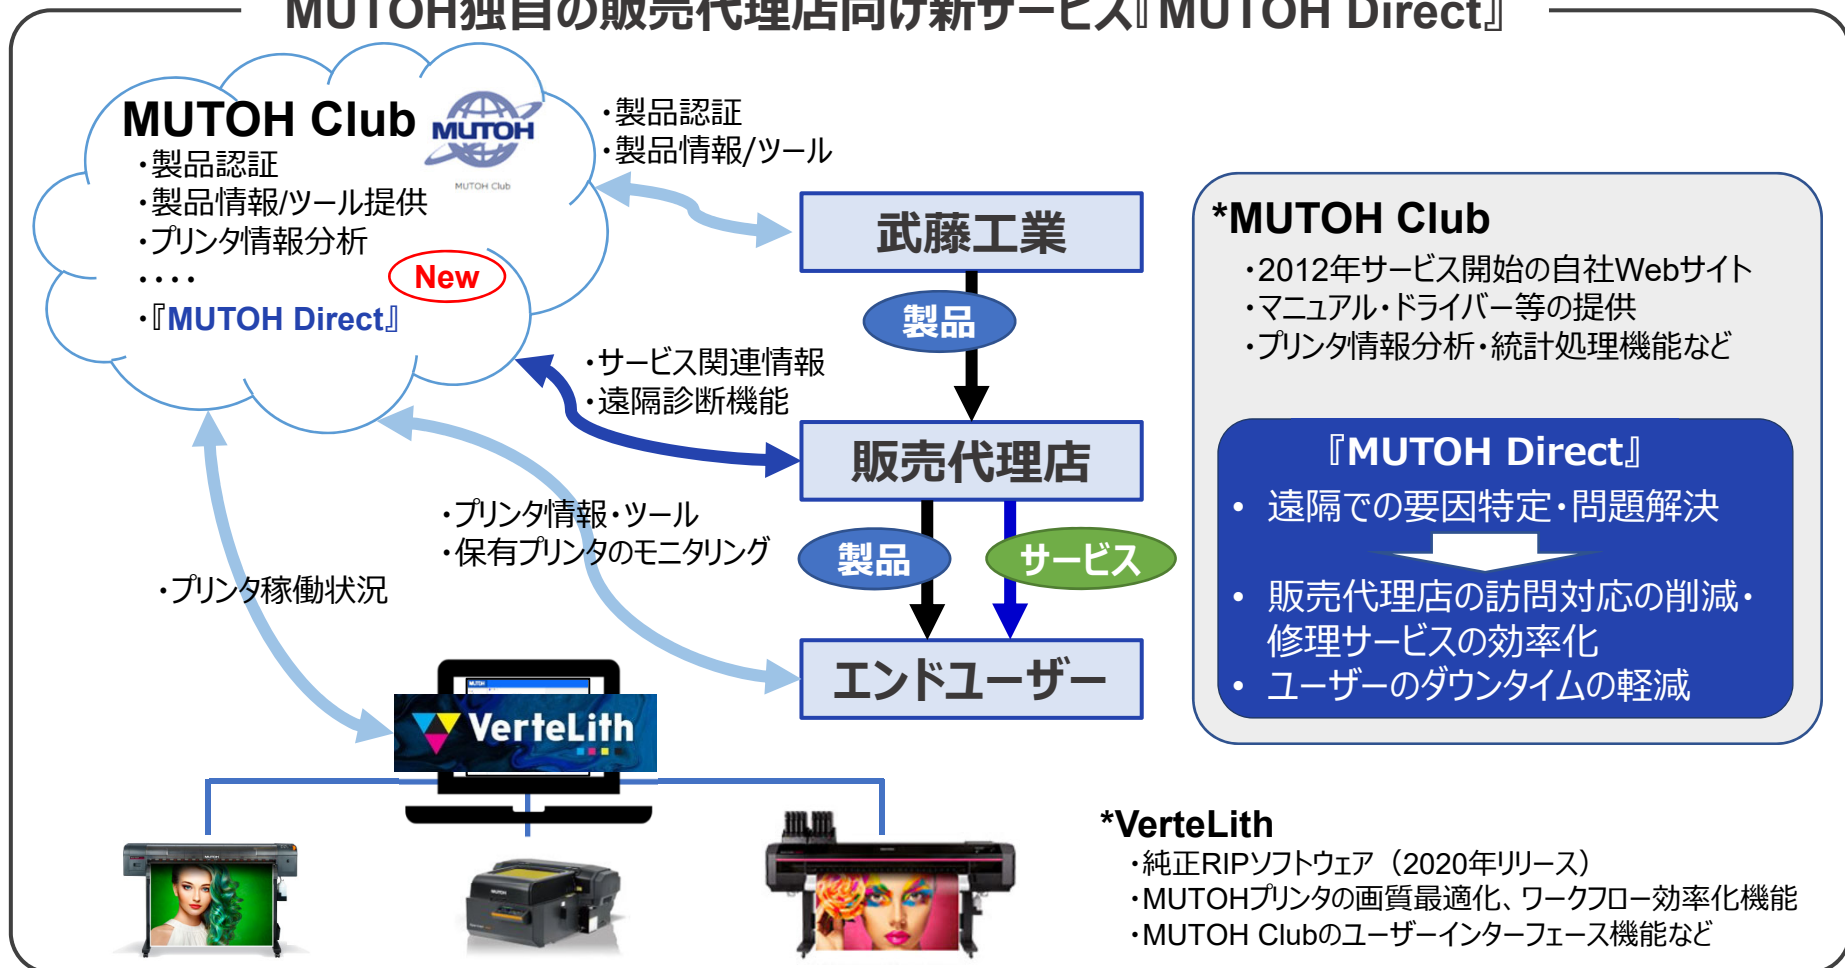 MUTOH独自の販売代理店向け新サービス『MUTOH Direct』
MUTOH Club
MUTOH
MUTOH Club
・製品認証
・製品情報/ツール提供
・プリンタ情報分析
・・・・
New
・『MUTOH Direct』
・製品認証
・製品情報/ツール
武藤工業
製品
・サービス関連情報
・遠隔診断機能
販売代理店
・プリンタ情報・ツール
・保有プリンタのモニタリング
製品
サービス
・プリンタ稼働状況
エンドユーザー
MUTOH
VerteLith
*MUTOH Club
・2012年サービス開始の自社Webサイト
・マニュアル・ドライバー等の提供
・プリンタ情報分析・統計処理機能など
『MUTOH Direct』
• 遠隔での要因特定・問題解決
• 販売代理店の訪問対応の削減・
修理サービスの効率化
• ユーザーのダウンタイムの軽減
*VerteLith
・純正RIPソフトウェア（2020年リリース）
・MUTOHプリンタの画質最適化、ワークフロー効率化機能
・MUTOH Clubのユーザーインターフェース機能など